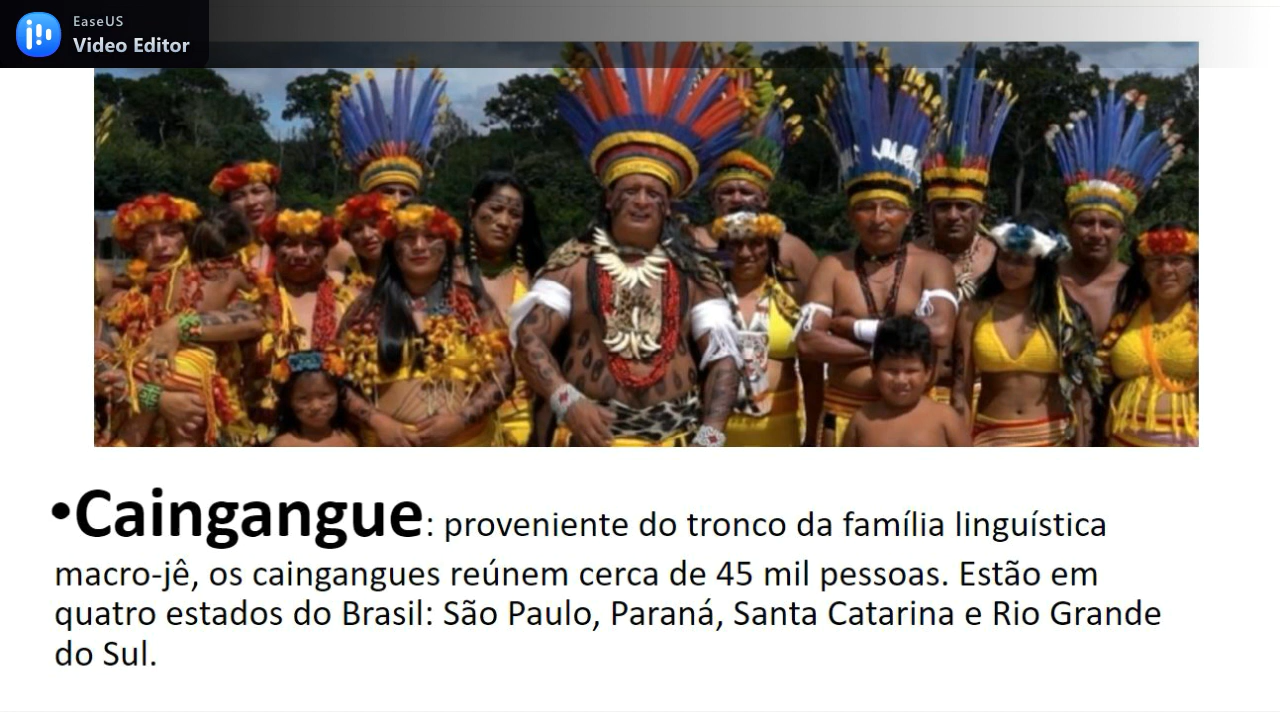 EaseUS
Video Editor
•Caingangue: proveniente do tronco da família linguística
macro-jê, os caingangues reúnem cerca de 45 mil pessoas. Estão em
quatro estados do Brasil: São Paulo, Paraná, Santa Catarina e Rio Grande
do Sul.